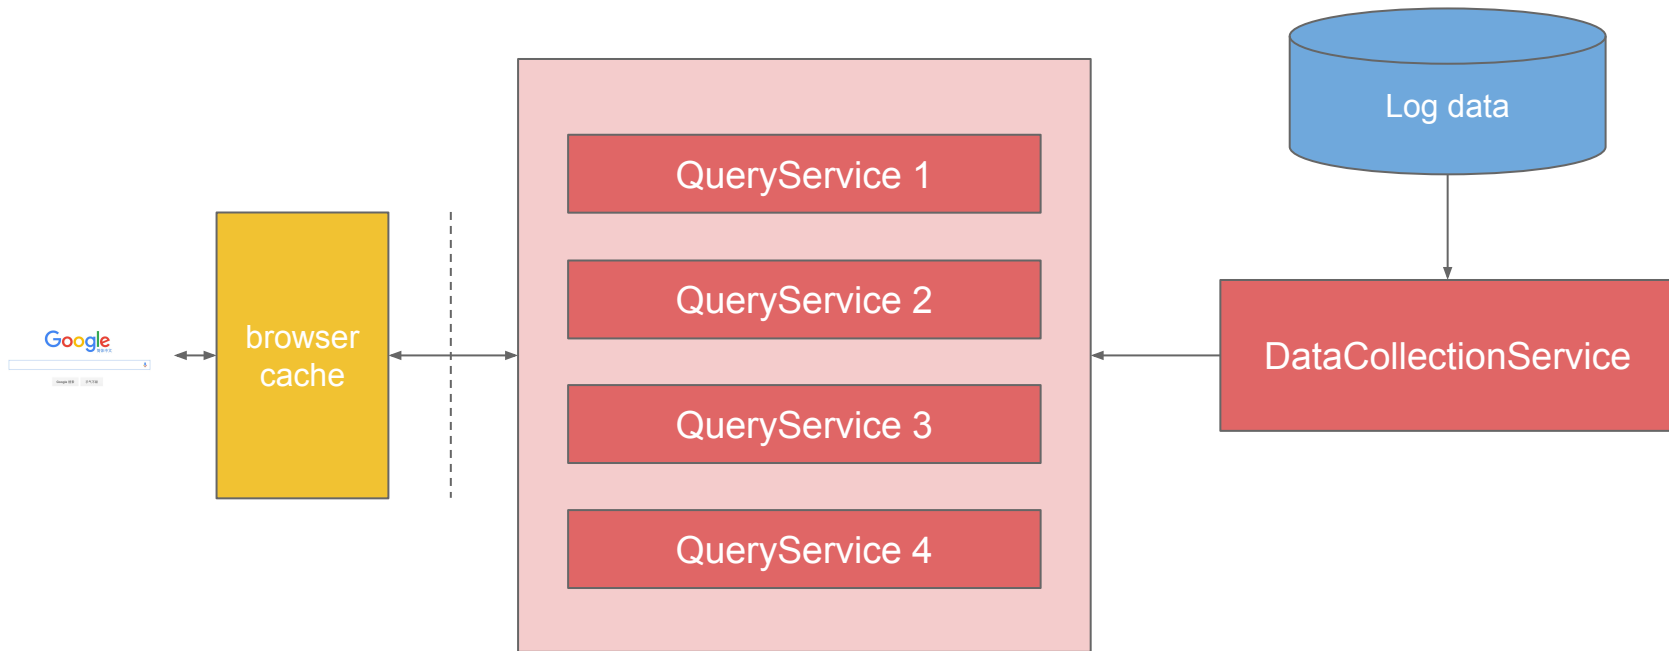 Google
browser
cache
QueryService 1
QueryService 2
QueryService 3
QueryService 4
Log data
DataCollectionService